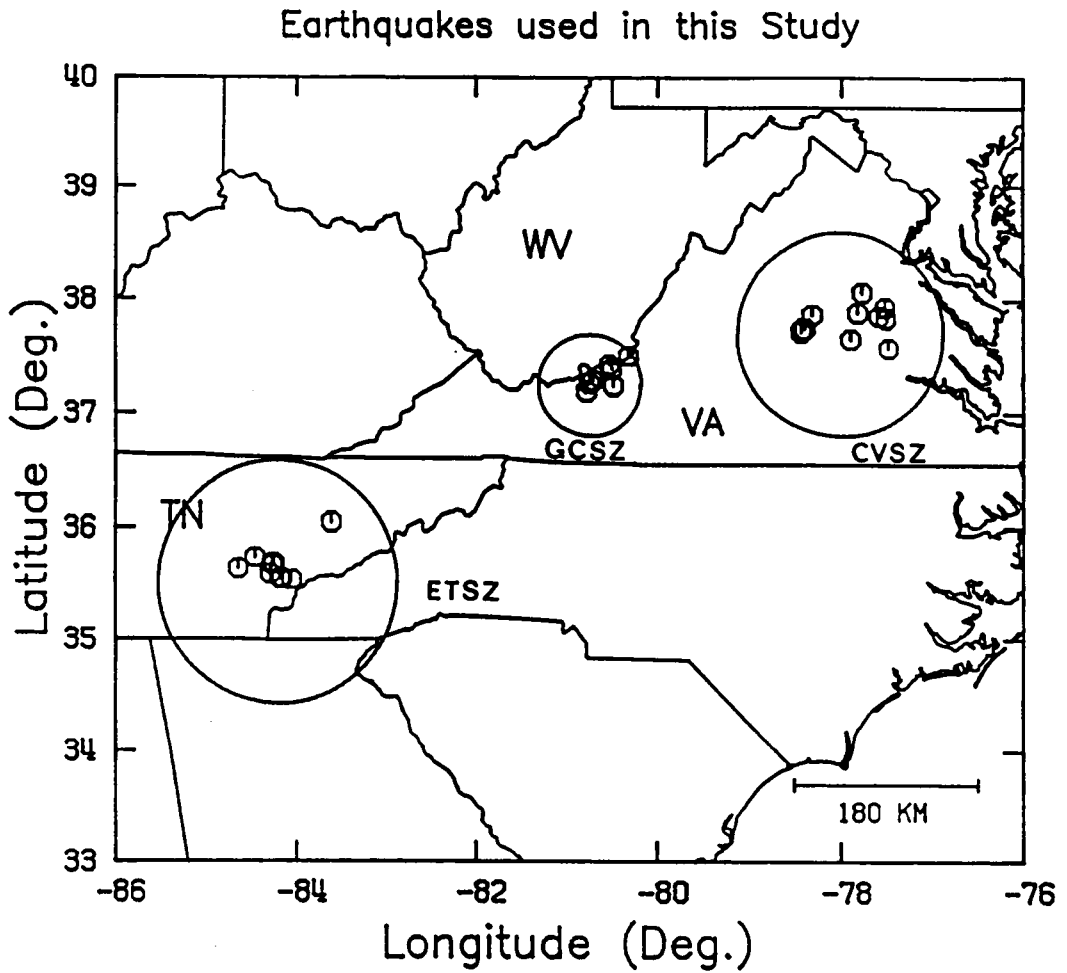 Earthquakes used in this Study
40
39
38
37
36
35
34
33
Latitude (Deg.)
WV
VA
GCSZ
CVSZ
TN
ETSZ
180 KM
-86
-84
-82
-80
-78
-76
Longitude (Deg.)